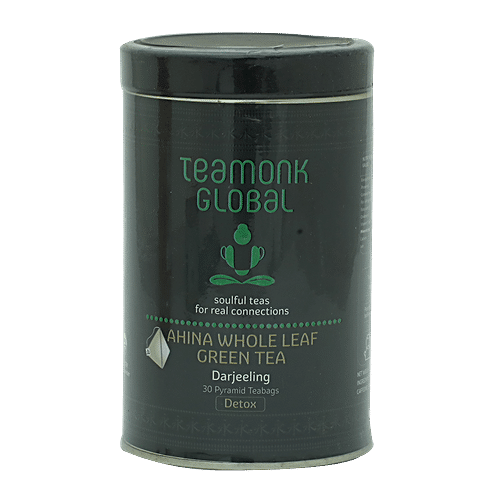 TEAMONK
GLOBAL
soulful teas
for real connections
AHINA WHOLE LEAF
GREEN TEA
Darjeeling
30 Pyramid Teabags
Detox